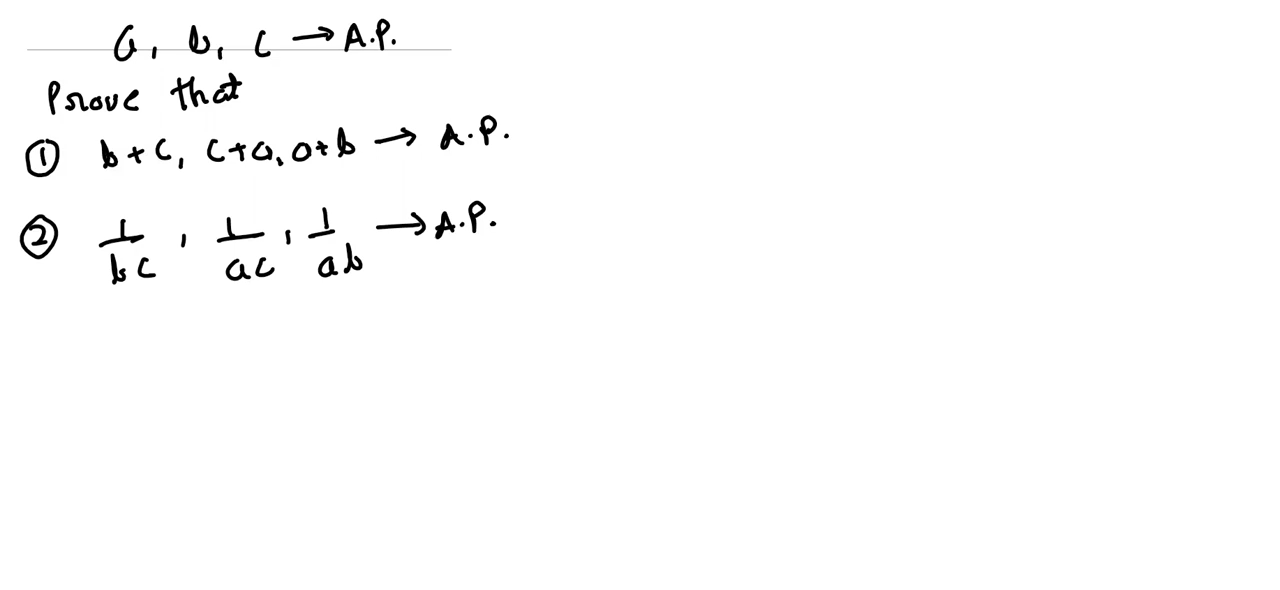 a, b, c → A.P.
Prove that
① b + c, c + a, a + b → A.P.
② 1/bc, 1/ac, 1/ab → A.P.